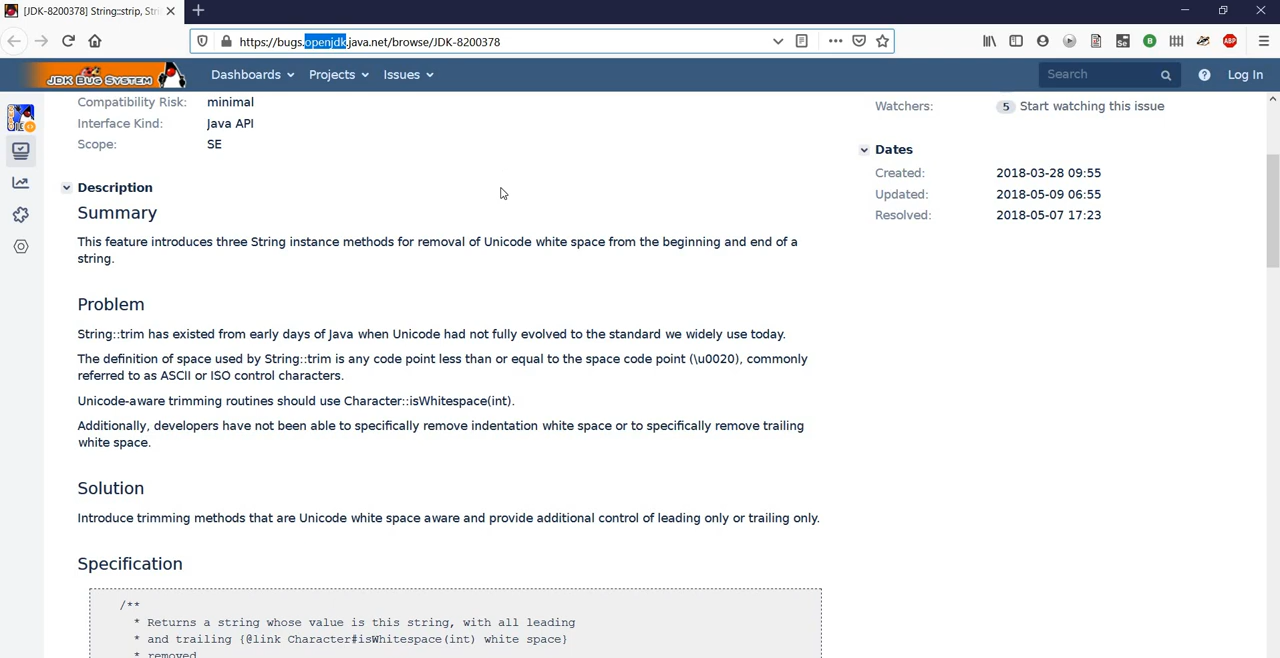 [JDK-8200378] String::strip, Str
https://bugs.openjdk.java.net/browse/JDK-8200378
JDK BUG SYSTEM
Dashboards
Projects
Issues
Search
Log In
Compatibility Risk: minimal
Interface Kind: Java API
Scope: SE
Watchers: 5 Start watching this issue
Dates
Created: 2018-03-28 09:55
Updated: 2018-05-09 06:55
Resolved: 2018-05-07 17:23
Description
Summary
This feature introduces three String instance methods for removal of Unicode white space from the beginning and end of a
string.
Problem
String::trim has existed from early days of Java when Unicode had not fully evolved to the standard we widely use today.
The definition of space used by String::trim is any code point less than or equal to the space code point (\u0020), commonly
referred to as ASCII or ISO control characters.
Unicode-aware trimming routines should use Character::isWhitespace(int).
Additionally, developers have not been able to specifically remove indentation white space or to specifically remove trailing
white space.
Solution
Introduce trimming methods that are Unicode white space aware and provide additional control of leading only or trailing only.
Specification
/**
* Returns a string whose value is this string, with all leading
* and trailing {@link Character#isWhitespace(int) white space}
* removed